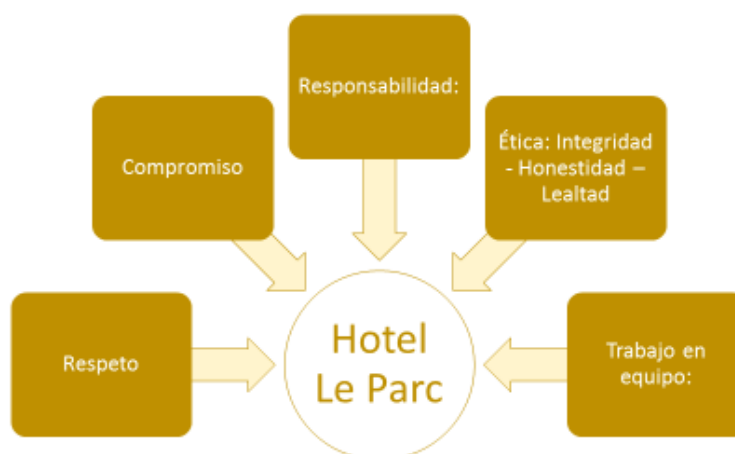 Responsabilidad:
Compromiso
Ética: Integridad
- Honestidad –
Lealtad
Respeto
Hotel
Le Parc
Trabajo en
equipo: